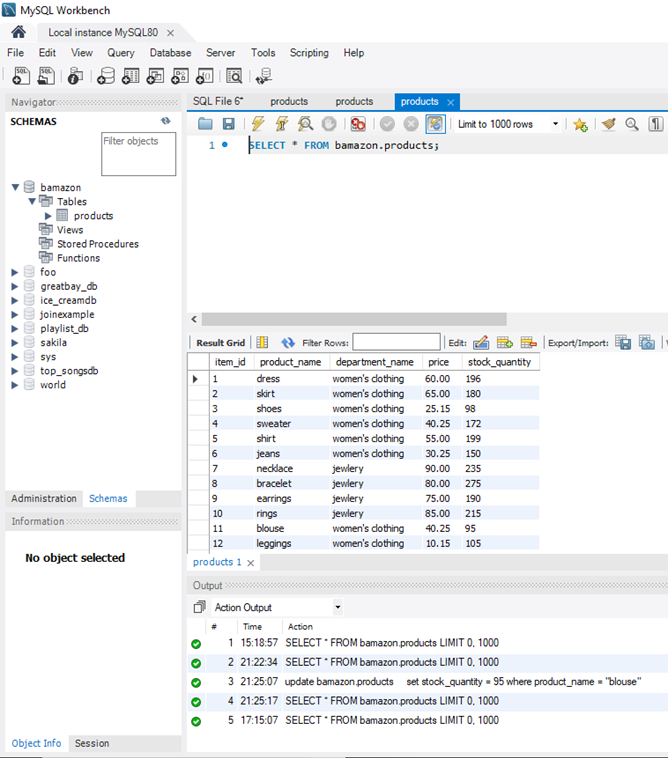 MySQL Workbench
Local instance MySQL80
File Edit View Query Database Server Tools Scripting Help
Navigator
SCHEMAS
Filter objects
bamazon
Tables
products
Views
Stored Procedures
Functions
foo
greatbay_db
ice_creamdb
joinexample
playlist_db
sakila
sys
top_songsdb
world
Administration Schemas
Information
No object selected
Object Info Session
SQL File 6* products products products
Limit to 1000 rows
1 SELECT * FROM bamazon.products;
Result Grid Filter Rows: Edit: Export/Import:
item_id product_name department_name price stock_quantity
1 dress women's clothing 60.00 196
2 skirt women's clothing 65.00 180
3 shoes women's clothing 25.15 98
4 sweater women's clothing 40.25 172
5 shirt women's clothing 55.00 199
6 jeans women's clothing 30.25 150
7 necklace jewlery 90.00 235
8 bracelet jewlery 80.00 275
9 earrings jewlery 75.00 190
10 rings jewlery 85.00 215
11 blouse women's clothing 40.25 95
12 leggings women's clothing 10.15 105
products 1
Output
Action Output
# Time Action
1 15:18:57 SELECT * FROM bamazon.products LIMIT 0, 1000
2 21:22:34 SELECT * FROM bamazon.products LIMIT 0, 1000
3 21:25:07 update bamazon.products set stock_quantity = 95 where product_name = "blouse"
4 21:25:17 SELECT * FROM bamazon.products LIMIT 0, 1000
5 17:15:07 SELECT * FROM bamazon.products LIMIT 0, 1000